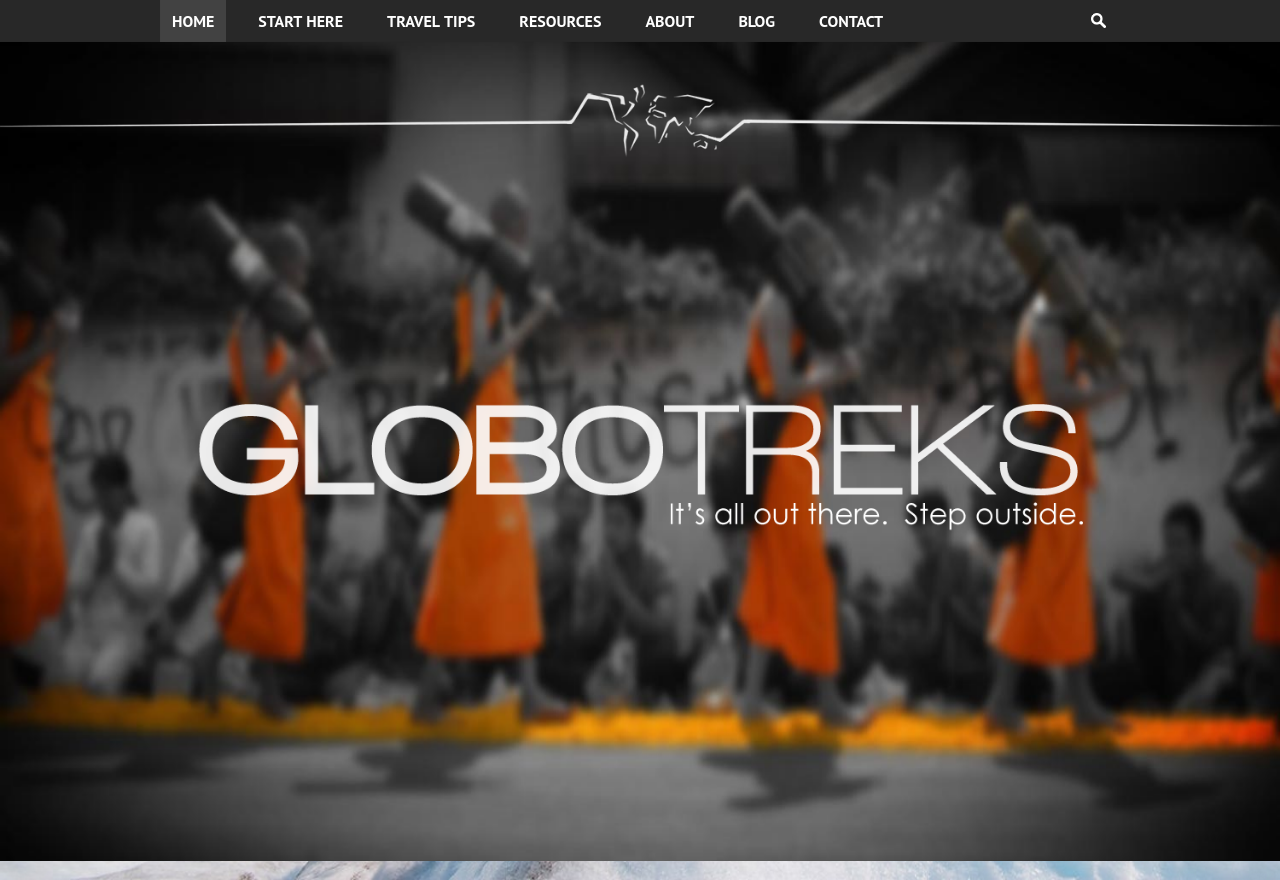 HOME START HERE TRAVEL TIPS RESOURCES ABOUT BLOG CONTACT
GLOBOTREKS
It's all out there. Step outside.